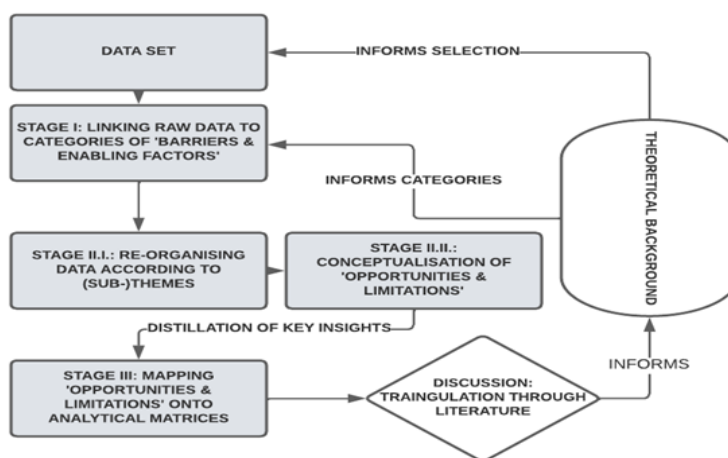 DATA SET
INFORMS SELECTION
STAGE I: LINKING RAW DATA TO
CATEGORIES OF 'BARRIERS &
ENABLING FACTORS'
INFORMS CATEGORIES
THEORETICAL BACKGROUND
STAGE II.I.: RE-ORGANISING
DATA ACCORDING TO
(SUB-)THEMES
STAGE II.II.:
CONCEPTUALISATION OF
'OPPORTUNITIES &
LIMITATIONS'
DISTILLATION OF KEY INSIGHTS
STAGE III: MAPPING
'OPPORTUNITIES &
LIMITATIONS' ONTO
ANALYTICAL MATRICES
DISCUSSION:
TRAINGULATION THROUGH
LITERATURE
INFORMS